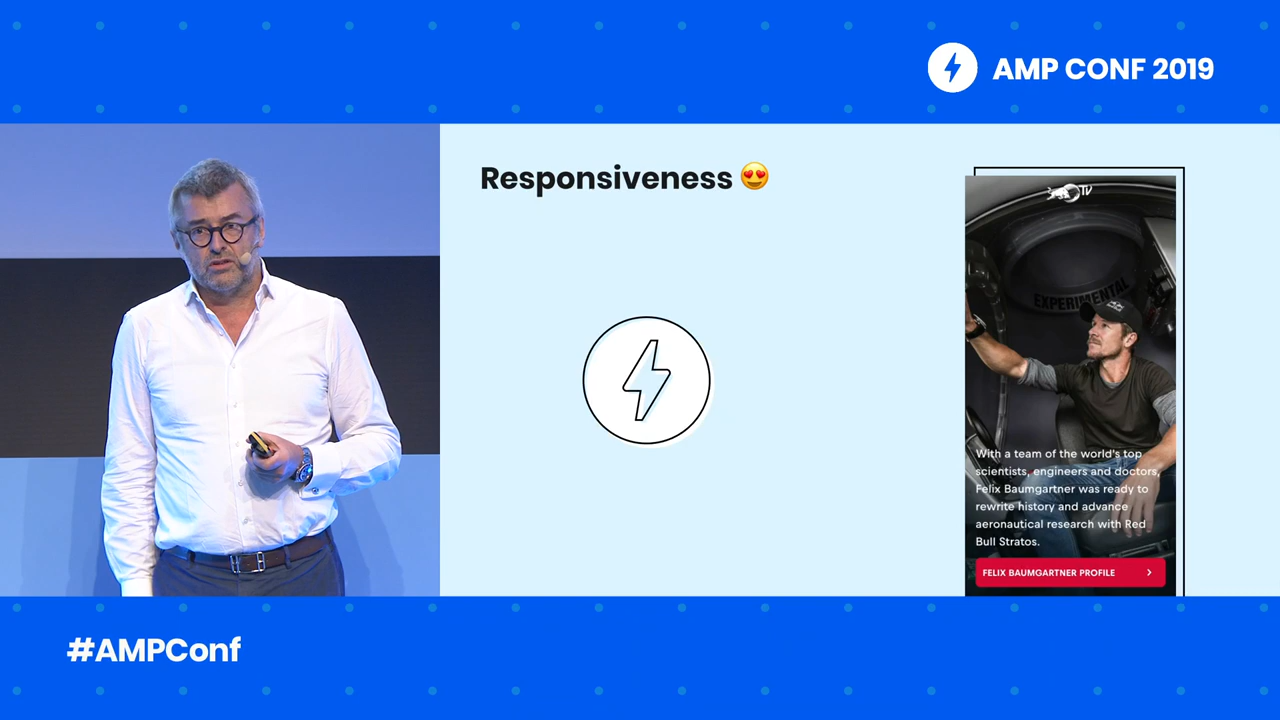 AMP CONF 2019
Responsiveness 😍
TV
EXPERIMENTAL
With a team of the world's top
scientists, engineers and doctors,
Felix Baumgartner was ready to
rewrite history and advance
aeronautical research with Red
Bull Stratos.
FELIX BAUMGARTNER PROFILE
#AMPConf